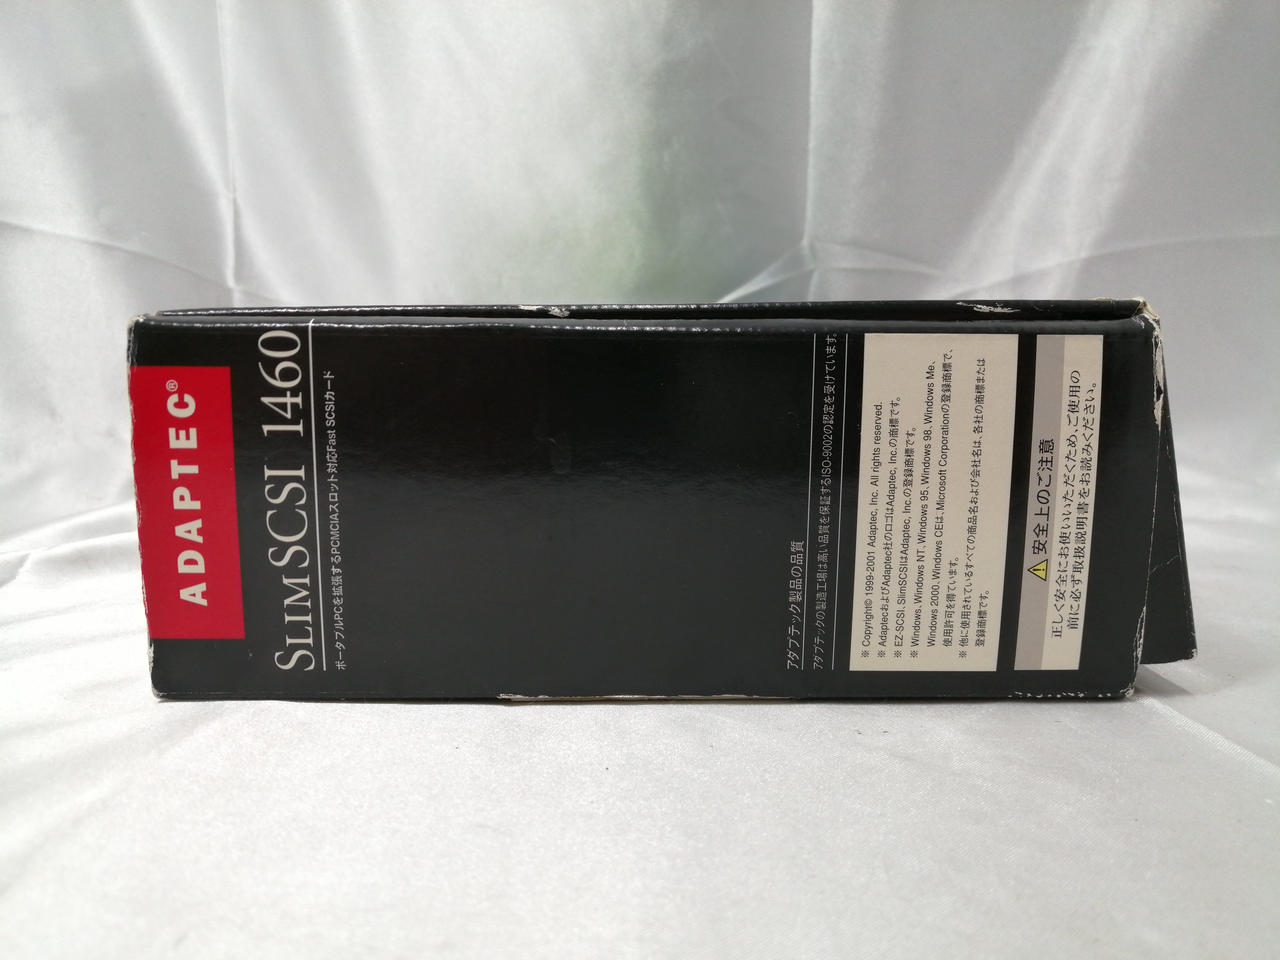 ADAPTEC®
SLIMSCSI 1460
ポータブルPCを拡張するPCMCIAスロット対応Fast SCSIカード
アダプテック製品の品質
アダプテックの製造工場は高い品質を保証するISO-9002の認定を受けています。
※ Copyright© 1999-2001 Adaptec, Inc. All rights reserved.
※ AdaptecおよびAdaptec社のロゴはAdaptec, Inc.の商標です。
※ EZ-SCSI、SlimSCSIはAdaptec, Inc.の登録商標です。
※ Windows、Windows NT、Windows 95、Windows 98、Windows Me、
Windows 2000、Windows CEは、Microsoft Corporationの登録商標で、
使用許可を得ています。
※ 他に使用されているすべての商品名および会社名は、各社の商標または
登録商標です。
安全上のご注意
正しく安全にお使いいただくため、ご使用の
前に必ず取扱説明書をお読みください。